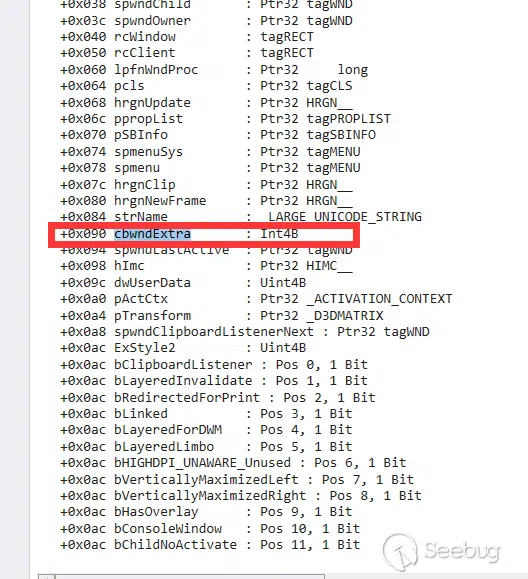 +0x038 spwndChild : Ptr32 tagWND
+0x03c spwndOwner : Ptr32 tagWND
+0x040 rcWindow : tagRECT
+0x050 rcClient : tagRECT
+0x060 lpfnWndProc : Ptr32 long
+0x064 pcls : Ptr32 tagCLS
+0x068 hrgnUpdate : Ptr32 HRGN__
+0x06c ppropList : Ptr32 tagPROPLIST
+0x070 pSBInfo : Ptr32 tagSBINFO
+0x074 spmenuSys : Ptr32 tagMENU
+0x078 spmenu : Ptr32 tagMENU
+0x07c hrgnClip : Ptr32 HRGN__
+0x080 hrgnNewFrame : Ptr32 HRGN__
+0x084 strName : _LARGE_UNICODE_STRING
+0x090 cbwndExtra : Int4B
+0x094 spwndLastActive : Ptr32 tagWND
+0x098 hImc : Ptr32 HIMC__
+0x09c dwUserData : Uint4B
+0x0a0 pActCtx : Ptr32 _ACTIVATION_CONTEXT
+0x0a4 pTransform : Ptr32 _D3DMATRIX
+0x0a8 spwndClipboardListenerNext : Ptr32 tagWND
+0x0ac ExStyle2 : Uint4B
+0x0ac bClipboardListener : Pos 0, 1 Bit
+0x0ac bLayeredInvalidate : Pos 1, 1 Bit
+0x0ac bRedirectedForPrint : Pos 2, 1 Bit
+0x0ac bLinked : Pos 3, 1 Bit
+0x0ac bLayeredForDWM : Pos 4, 1 Bit
+0x0ac bLayeredLimbo : Pos 5, 1 Bit
+0x0ac bHIGHDPI_UNAWARE_Unused : Pos 6, 1 Bit
+0x0ac bVerticallyMaximizedLeft : Pos 7, 1 Bit
+0x0ac bVerticallyMaximizedRight : Pos 8, 1 Bit
+0x0ac bHasOverlay : Pos 9, 1 Bit
+0x0ac bConsoleWindow : Pos 10, 1 Bit
+0x0ac bChildNoActivate : Pos 11, 1 Bit
Seebug